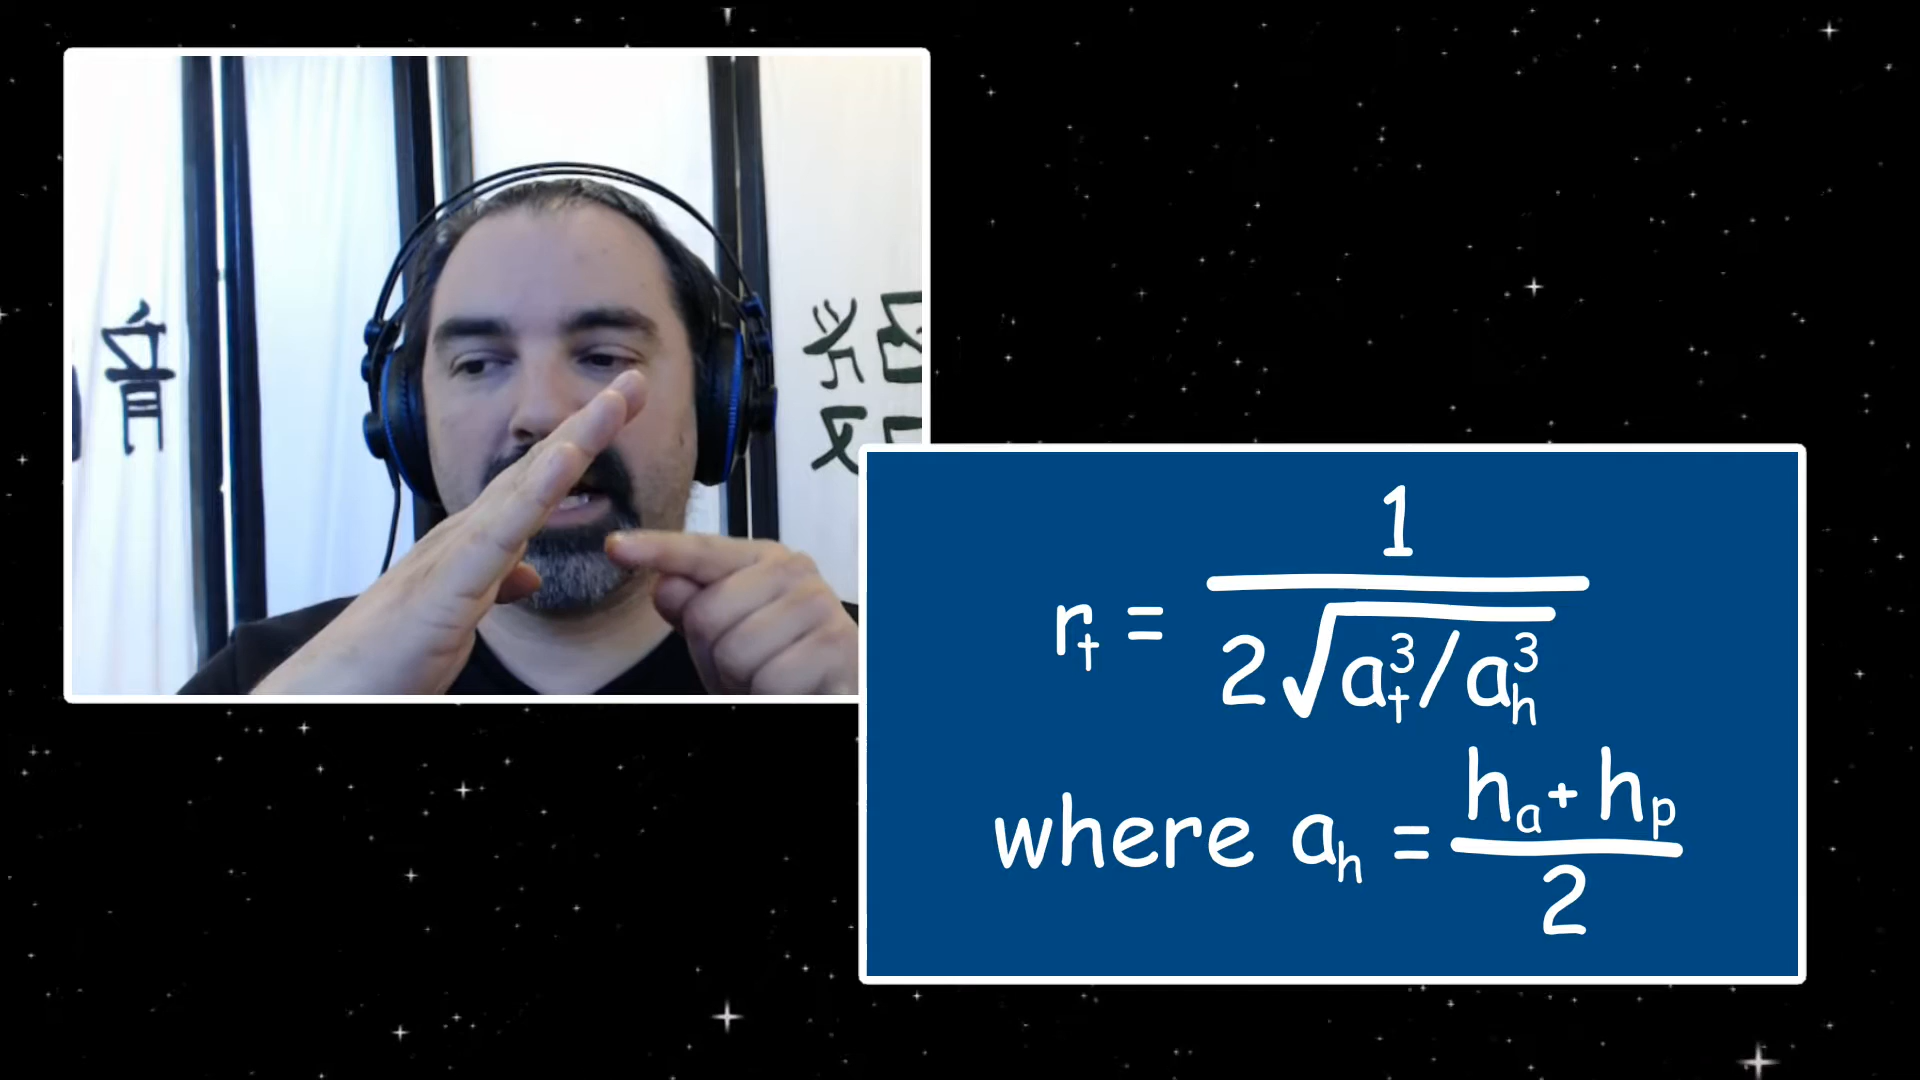 r_t = 1 / (2√(a_t³/a_h³))
where a_h = (h_a + h_p) / 2